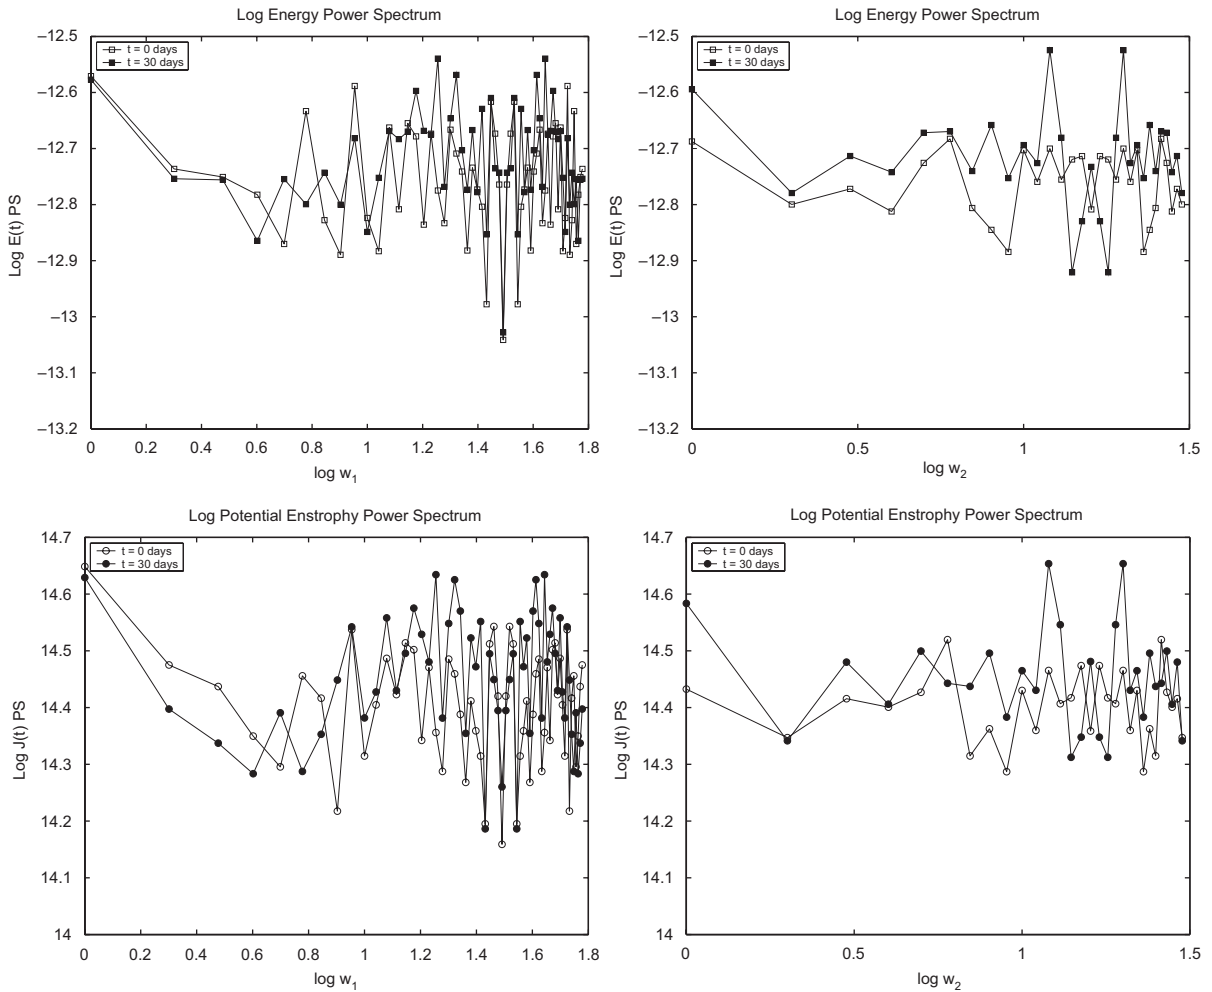 Log Energy Power Spectrum
−12.5
−12.6
−12.7
−12.8
−12.9
−13
−13.1
−13.2
Log E(t) PS
t = 0 days
t = 30 days
0 0.2 0.4 0.6 0.8 1 1.2 1.4 1.6 1.8
log w1
Log Energy Power Spectrum
−12.5
−12.6
−12.7
−12.8
−12.9
−13
−13.1
−13.2
Log E(t) PS
t = 0 days
t = 30 days
0 0.5 1 1.5
log w2
Log Potential Enstrophy Power Spectrum
14.7
14.6
14.5
14.4
14.3
14.2
14.1
14
Log J(t) PS
t = 0 days
t = 30 days
0 0.2 0.4 0.6 0.8 1 1.2 1.4 1.6 1.8
log w1
Log Potential Enstrophy Power Spectrum
14.7
14.6
14.5
14.4
14.3
14.2
14.1
14
Log J(t) PS
t = 0 days
t = 30 days
0 0.5 1 1.5
log w2